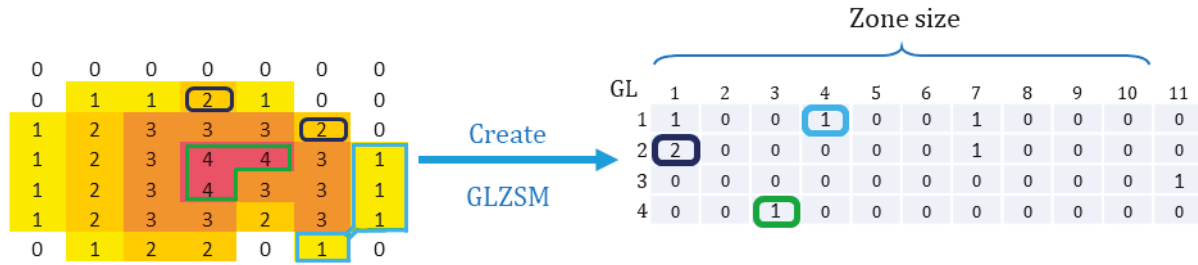 Zone size
0 0 0 0 0 0 0
0 1 1 2 1 0 0
1 2 3 3 3 2 0
1 2 3 4 4 3 1
1 2 3 4 3 3 1
1 2 3 3 2 3 1
0 1 2 2 0 1 0
Create
GLZSM
GL 1 2 3 4 5 6 7 8 9 10 11
1 1 0 0 1 0 0 1 0 0 0 0
2 2 0 0 0 0 0 1 0 0 0 0
3 0 0 0 0 0 0 0 0 0 0 1
4 0 0 1 0 0 0 0 0 0 0 0